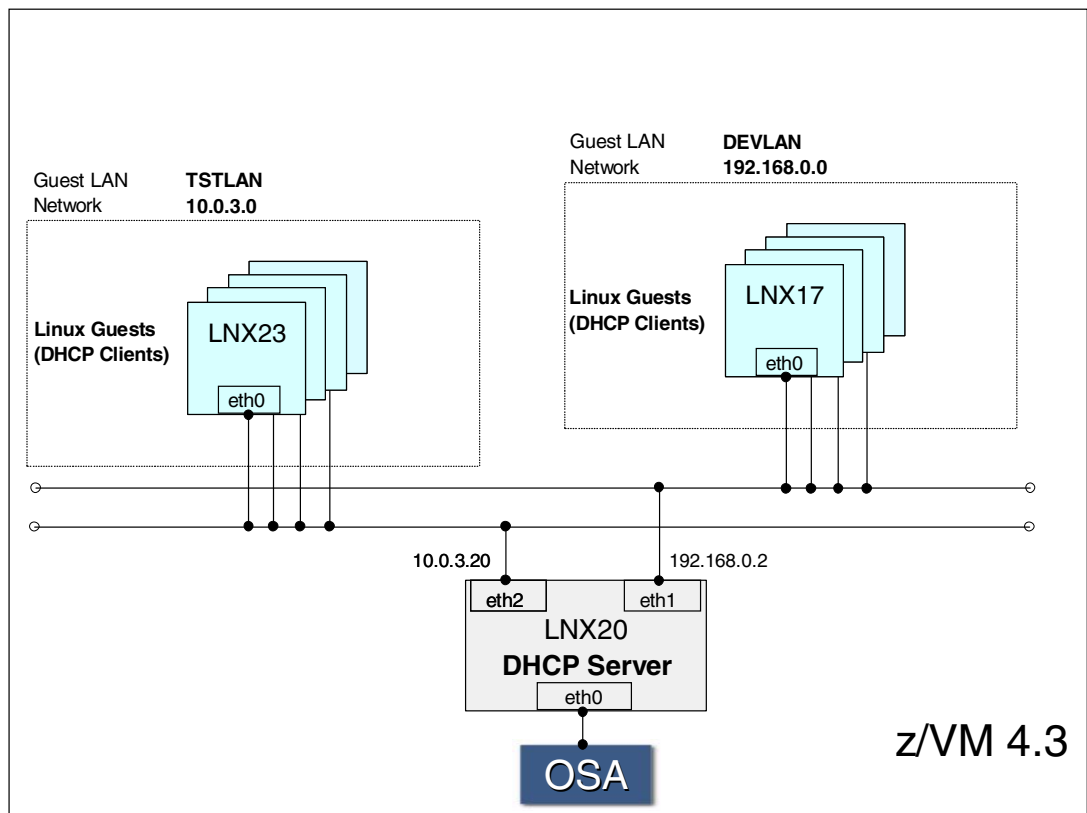 Guest LAN DEVLAN
Network 192.168.0.0
Guest LAN TSTLAN
Network 10.0.3.0
Linux Guests
(DHCP Clients)
LNX23
eth0
Linux Guests
(DHCP Clients)
LNX17
eth0
10.0.3.20
192.168.0.2
eth2
eth1
LNX20
DHCP Server
eth0
OSA
z/VM 4.3